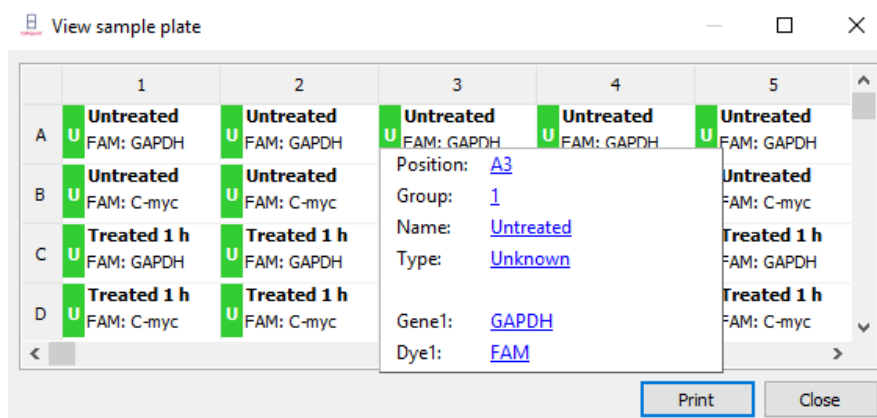 View sample plate
1 2 3 4 5
A U Untreated U Untreated U Untreated U Untreated U Untreated
FAM: GAPDH FAM: GAPDH FAM: GAPDH FAM: GAPDH FAM: GAPDH
Position: A3
B U Untreated U Untreated Untreated
FAM: C-myc FAM: C-myc FAM: C-myc
Group: 1
Name: Untreated
C U Treated 1 h U Treated 1 h Treated 1 h
FAM: GAPDH FAM: GAPDH FAM: GAPDH
Type: Unknown
D U Treated 1 h U Treated 1 h Treated 1 h
FAM: C-myc FAM: C-myc FAM: C-myc
Gene1: GAPDH
Dye1: FAM
Print Close